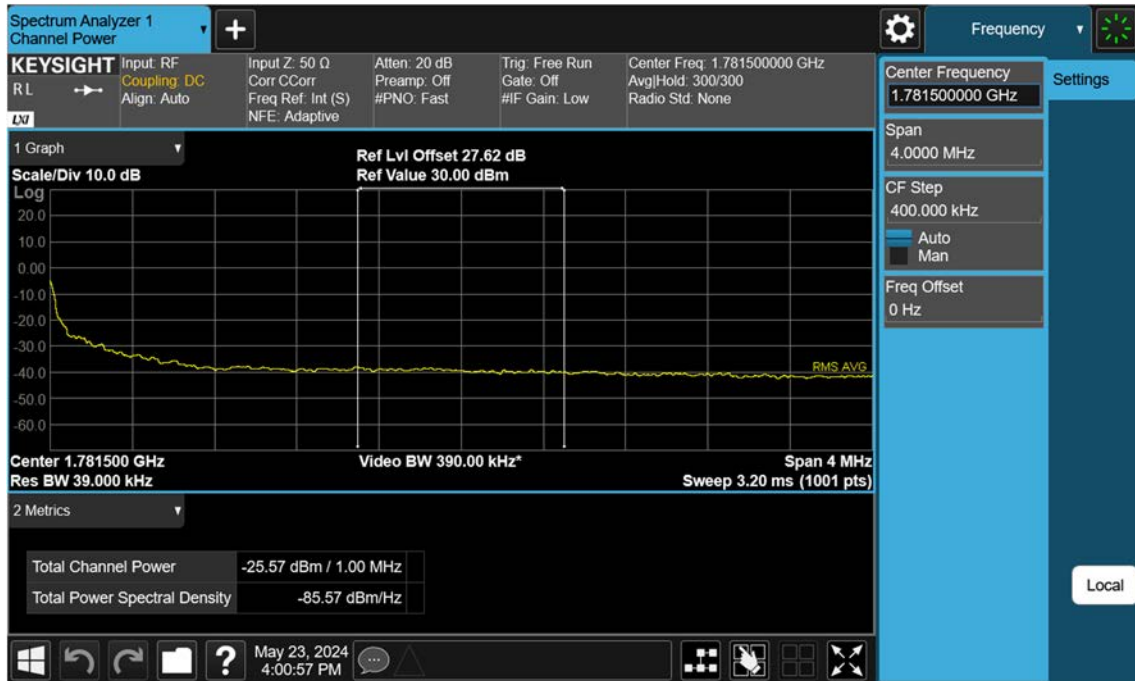 Spectrum Analyzer 1
Channel Power
Frequency
KEYSIGHT
R L
LXI
Input: RF
Coupling: DC
Align: Auto
Input Z: 50 Ω
Corr CCorr
Freq Ref: Int (S)
NFE: Adaptive
Atten: 20 dB
Preamp: Off
#PNO: Fast
Trig: Free Run
Gate: Off
#IF Gain: Low
Center Freq: 1.781500000 GHz
Avg|Hold: 300/300
Radio Std: None
Center Frequency
1.781500000 GHz
Settings
Span
4.0000 MHz
CF Step
400.000 kHz
Auto
Man
Freq Offset
0 Hz
Local
1 Graph
Scale/Div 10.0 dB
Ref Lvl Offset 27.62 dB
Ref Value 30.00 dBm
Log
20.0
10.0
0.00
-10.0
-20.0
-30.0
-40.0
-50.0
-60.0
RMS AVG
Center 1.781500 GHz
Res BW 39.000 kHz
Video BW 390.00 kHz*
Span 4 MHz
Sweep 3.20 ms (1001 pts)
2 Metrics
Total Channel Power -25.57 dBm / 1.00 MHz
Total Power Spectral Density -85.57 dBm/Hz
?
May 23, 2024
4:00:57 PM